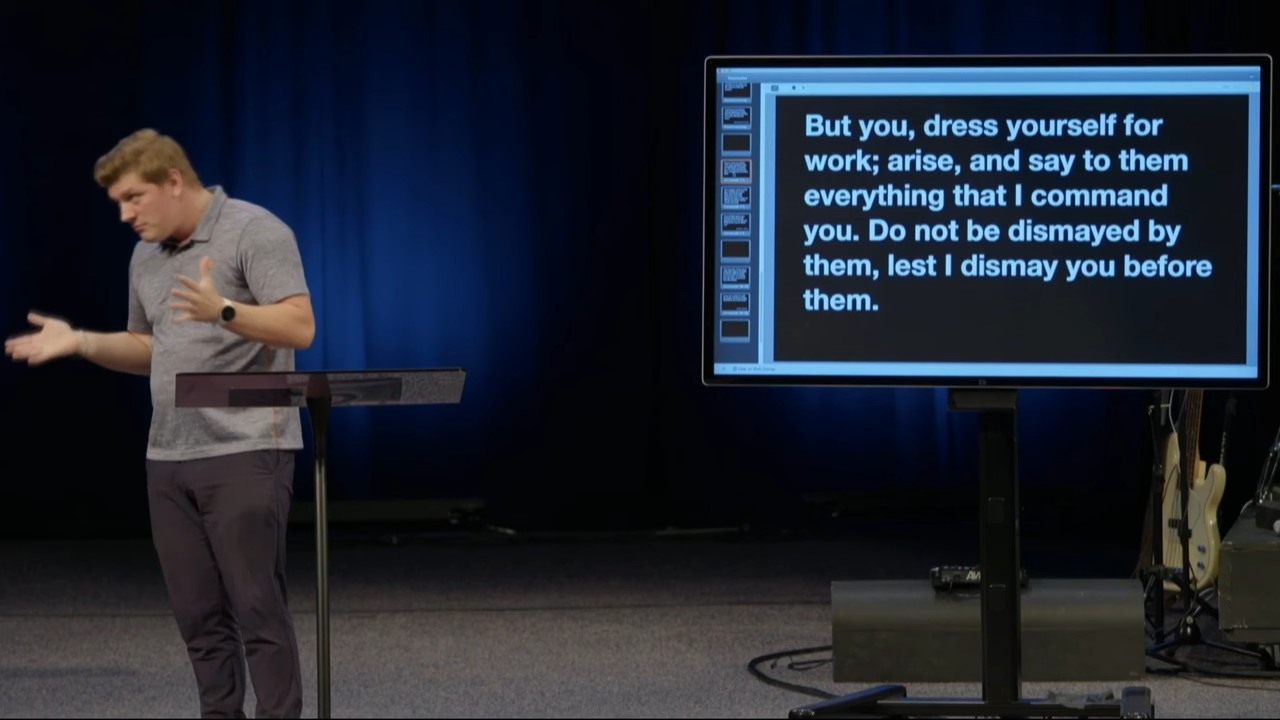 But you, dress yourself for
work; arise, and say to them
everything that I command
you. Do not be dismayed by
them, lest I dismay you before
them.